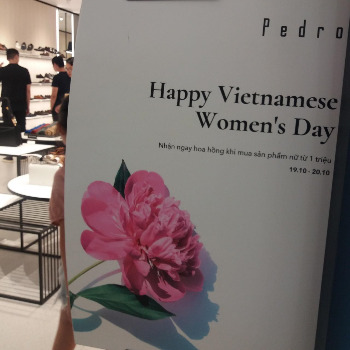 Pedro
Happy Vietnamese
Women's Day
Nhận ngay hoa hồng khi mua sản phẩm nữ từ 1 triệu
19.10 - 20.10